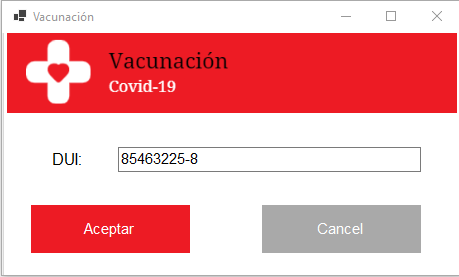 Vacunación
Vacunación
Covid-19
DUI: 85463225-8
Aceptar Cancel